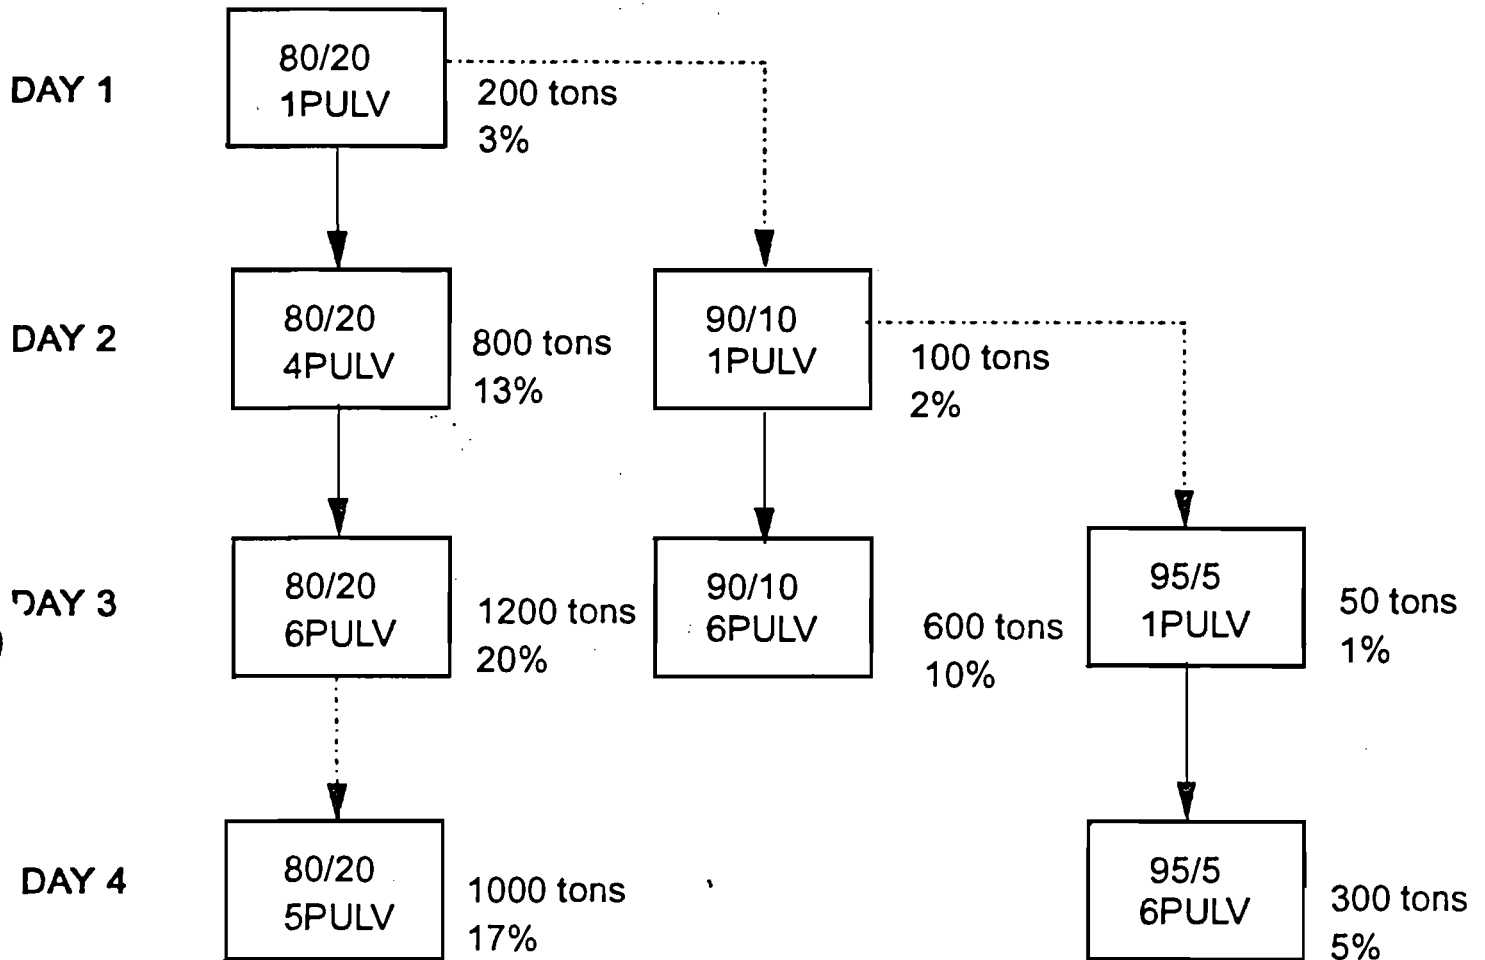 DAY 1
80/20
1PULV
200 tons
3%
DAY 2
80/20
4PULV
800 tons
13%
90/10
1PULV
100 tons
2%
DAY 3
80/20
6PULV
1200 tons
20%
90/10
6PULV
600 tons
10%
95/5
1PULV
50 tons
1%
DAY 4
80/20
5PULV
1000 tons
17%
95/5
6PULV
300 tons
5%